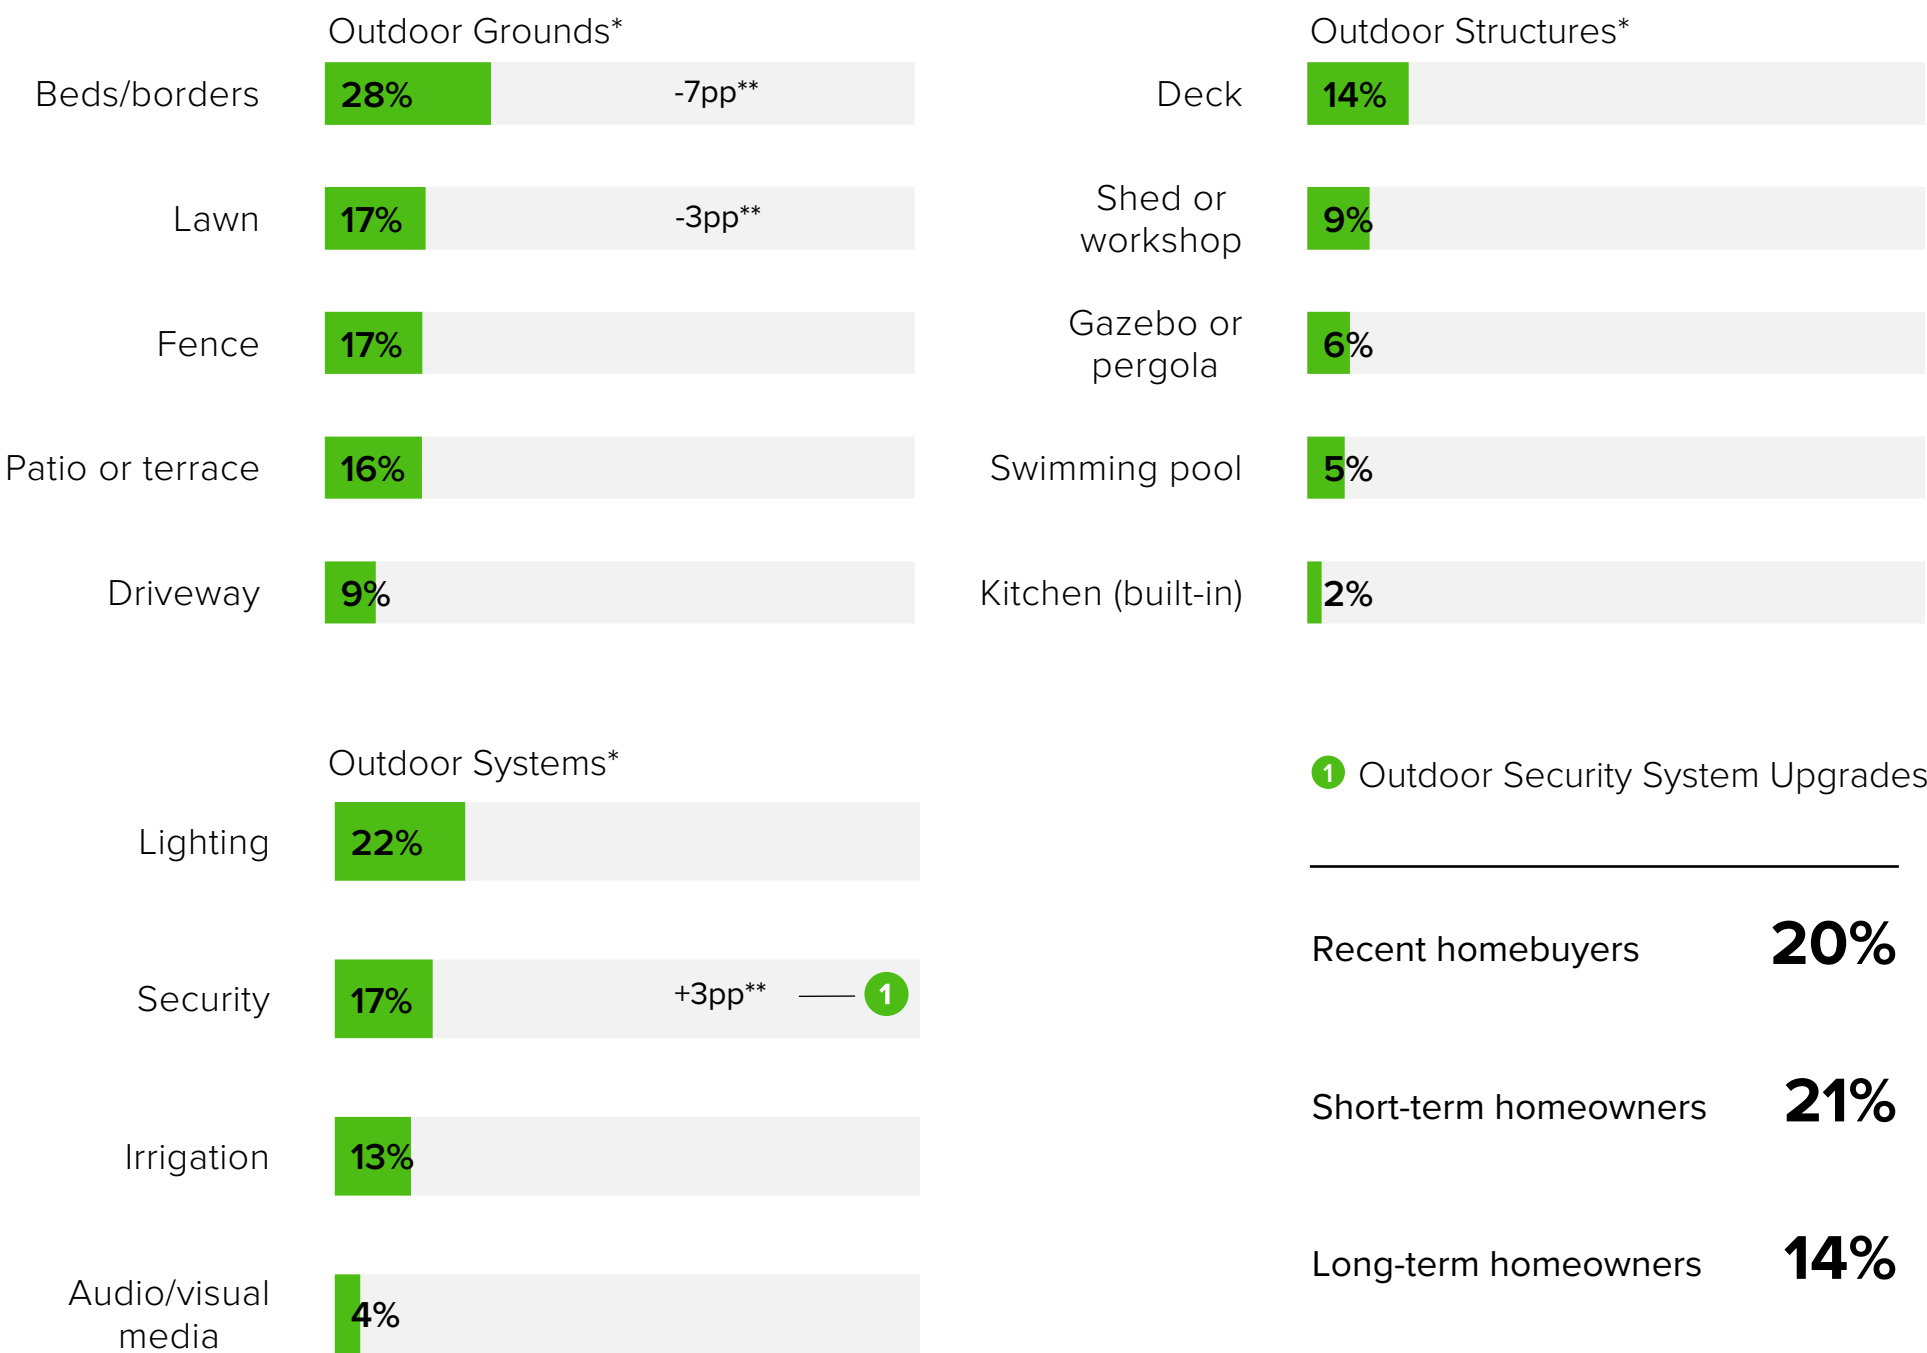 Outdoor Grounds*
Beds/borders 28% -7pp**
Lawn 17% -3pp**
Fence 17%
Patio or terrace 16%
Driveway 9%
Outdoor Structures*
Deck 14%
Shed or
workshop 9%
Gazebo or
pergola 6%
Swimming pool 5%
Kitchen (built-in) 2%
Outdoor Systems*
Lighting 22%
Security 17% +3pp** 1
Irrigation 13%
Audio/visual
media 4%
1 Outdoor Security System Upgrades
Recent homebuyers 20%
Short-term homeowners 21%
Long-term homeowners 14%